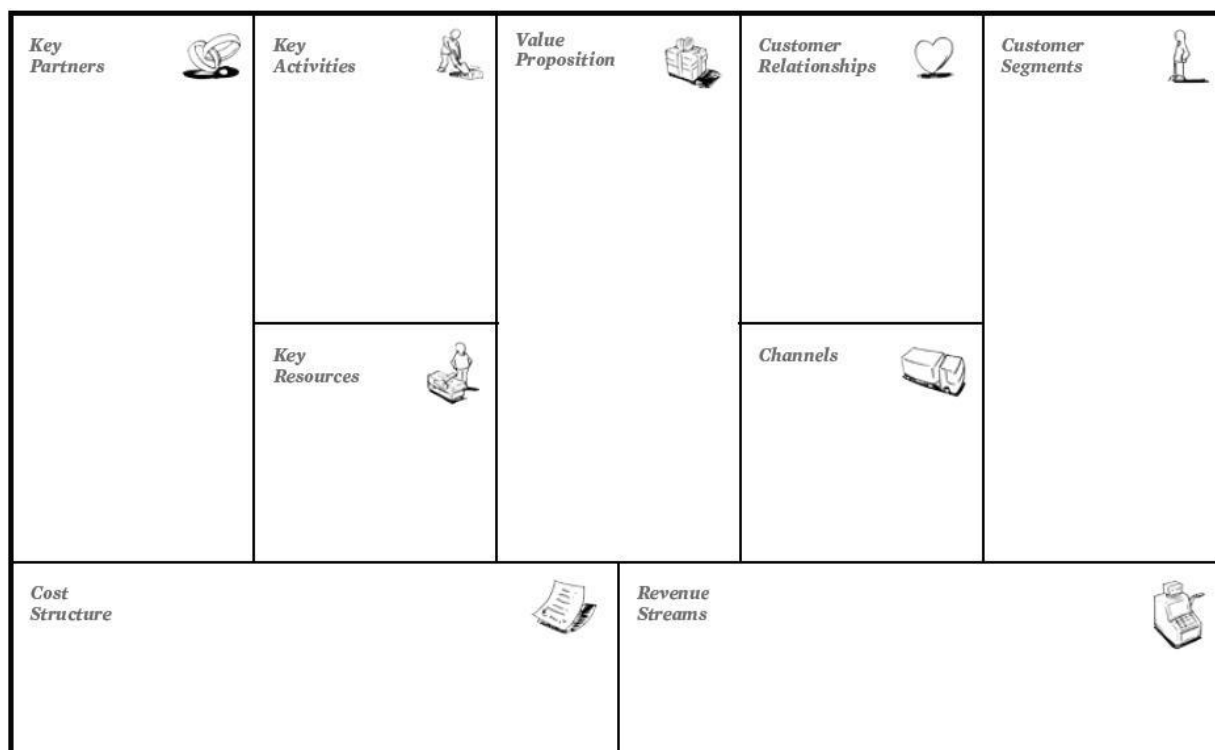 Key
Partners
Key
Activities
Value
Proposition
Customer
Relationships
Customer
Segments
Key
Resources
Channels
Cost
Structure
Revenue
Streams